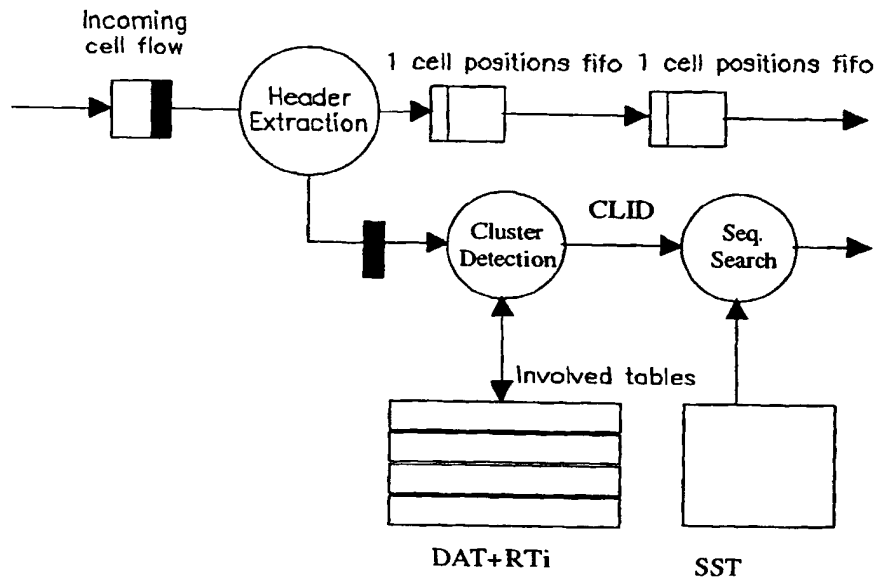 Incoming
cell flow
1 cell positions fifo 1 cell positions fifo
Header
Extraction
CLID
Cluster
Detection
Seq.
Search
Involved tables
DAT+RTi
SST